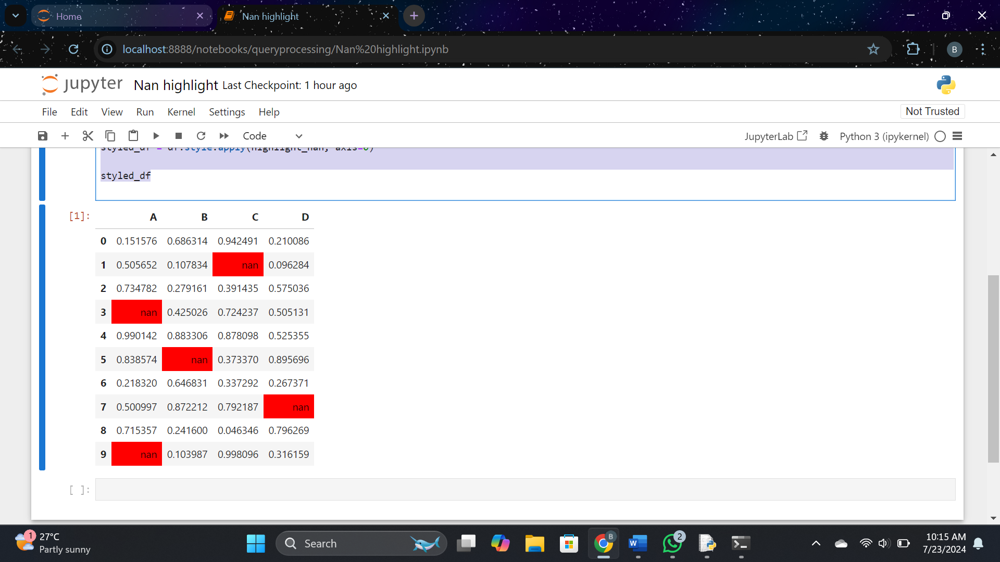 Home
Nan highlight
localhost:8888/notebooks/queryprocessing/Nan%20highlight.ipynb
B
jupyter Nan highlight Last Checkpoint: 1 hour ago
File Edit View Run Kernel Settings Help
Not Trusted
Code
JupyterLab
Python 3 (ipykernel)
styled_df = df.style.apply(highlight_nan, axis=0)
styled_df
[1]:
A B C D
0 0.151576 0.686314 0.942491 0.210086
1 0.505652 0.107834 nan 0.096284
2 0.734782 0.279161 0.391435 0.575036
3 nan 0.425026 0.724237 0.505131
4 0.990142 0.883306 0.878098 0.525355
5 0.838574 nan 0.373370 0.895696
6 0.218320 0.646831 0.337292 0.267371
7 0.500997 0.872212 0.792187 nan
8 0.715357 0.241600 0.046346 0.796269
9 nan 0.103987 0.998096 0.316159
[ ]:
1
27°C
Partly sunny
Search
B
W
2
10:15 AM
7/23/2024